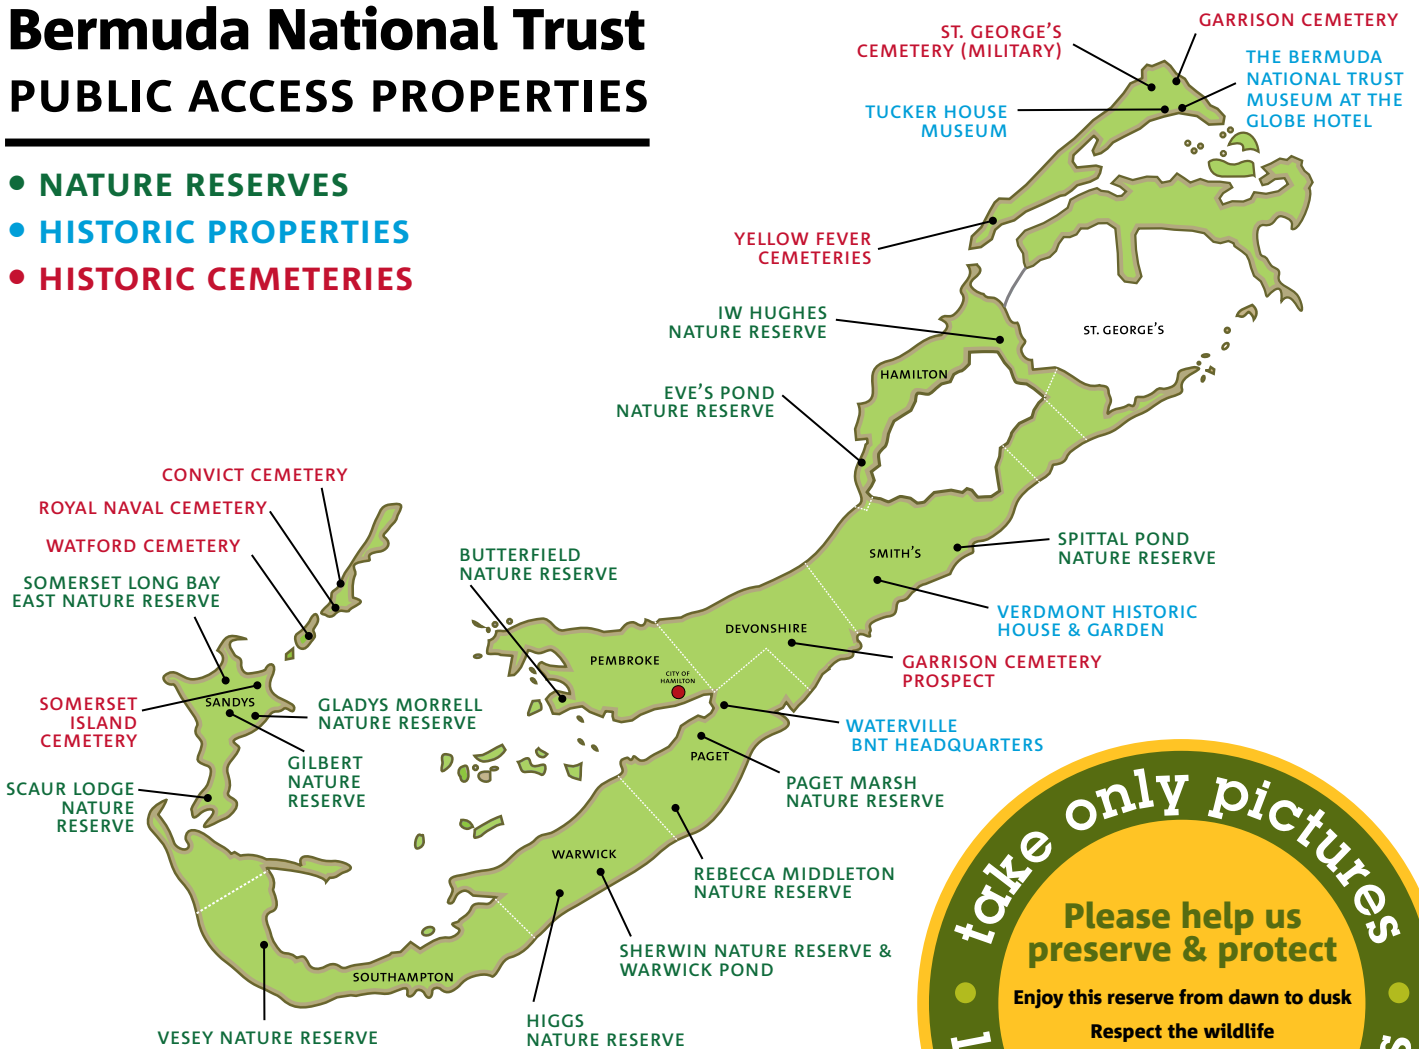 Bermuda National Trust
PUBLIC ACCESS PROPERTIES
• NATURE RESERVES
• HISTORIC PROPERTIES
• HISTORIC CEMETERIES
ST. GEORGE'S
CEMETERY (MILITARY)
GARRISON CEMETERY
THE BERMUDA
NATIONAL TRUST
MUSEUM AT THE
GLOBE HOTEL
TUCKER HOUSE
MUSEUM
YELLOW FEVER
CEMETERIES
IW HUGHES
NATURE RESERVE
ST. GEORGE'S
HAMILTON
EVE'S POND
NATURE RESERVE
CONVICT CEMETERY
ROYAL NAVAL CEMETERY
WATFORD CEMETERY
SOMERSET LONG BAY
EAST NATURE RESERVE
BUTTERFIELD
NATURE RESERVE
SMITH'S
SPITTAL POND
NATURE RESERVE
VERDMONT HISTORIC
HOUSE & GARDEN
DEVONSHIRE
GARRISON CEMETERY
PROSPECT
PEMBROKE
CITY OF
HAMILTON
SOMERSET
ISLAND
CEMETERY
SANDYS
GLADYS MORRELL
NATURE RESERVE
GILBERT
NATURE
RESERVE
WATERVILLE
BNT HEADQUARTERS
PAGET
PAGET MARSH
NATURE RESERVE
SCAUR LODGE
NATURE
RESERVE
WARWICK
REBECCA MIDDLETON
NATURE RESERVE
SHERWIN NATURE RESERVE &
WARWICK POND
SOUTHAMPTON
HIGGS
NATURE RESERVE
VESEY NATURE RESERVE
take only pictures
Please help us
preserve & protect
Enjoy this reserve from dawn to dusk
Respect the wildlife